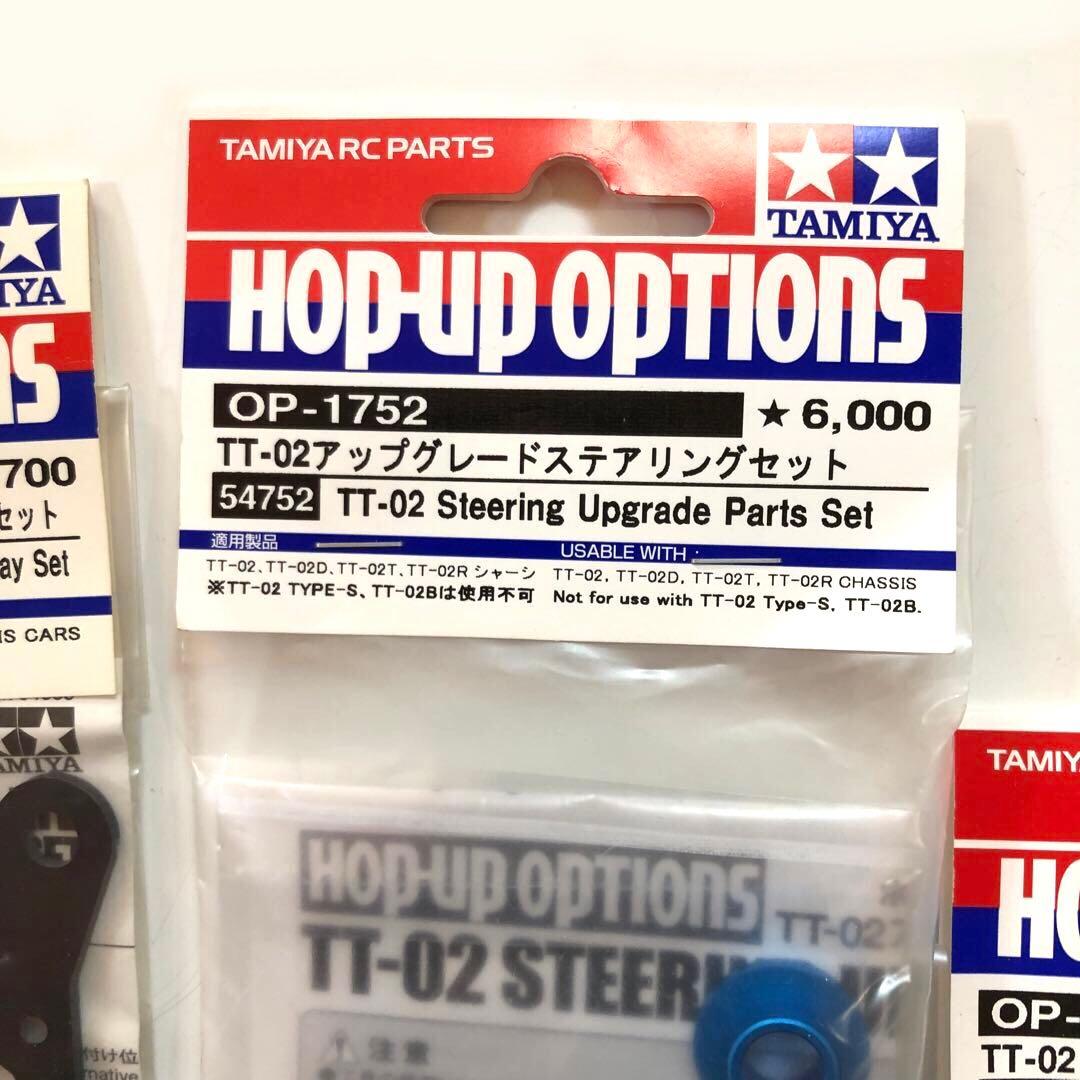 TAMIYA RC PARTS
TAMIYA
HOP-UP OPTIONS
OP-1752 ★ 6,000
TT-02アップグレードステアリングセット
54752 TT-02 Steering Upgrade Parts Set
適用製品 USABLE WITH :
TT-02、TT-02D、TT-02T、TT-02R シャーシ
※TT-02 TYPE-S、TT-02Bは使用不可
TT-02, TT-02D, TT-02T, TT-02R CHASSIS
Not for use with TT-02 Type-S, TT-02B.
HOP-UP OPTIONS
TT-02
TT-02
注意
700
セット
ay Set
IS CARS
TAMIYA
付け位
TAMIY
HO
OP-
TT-02